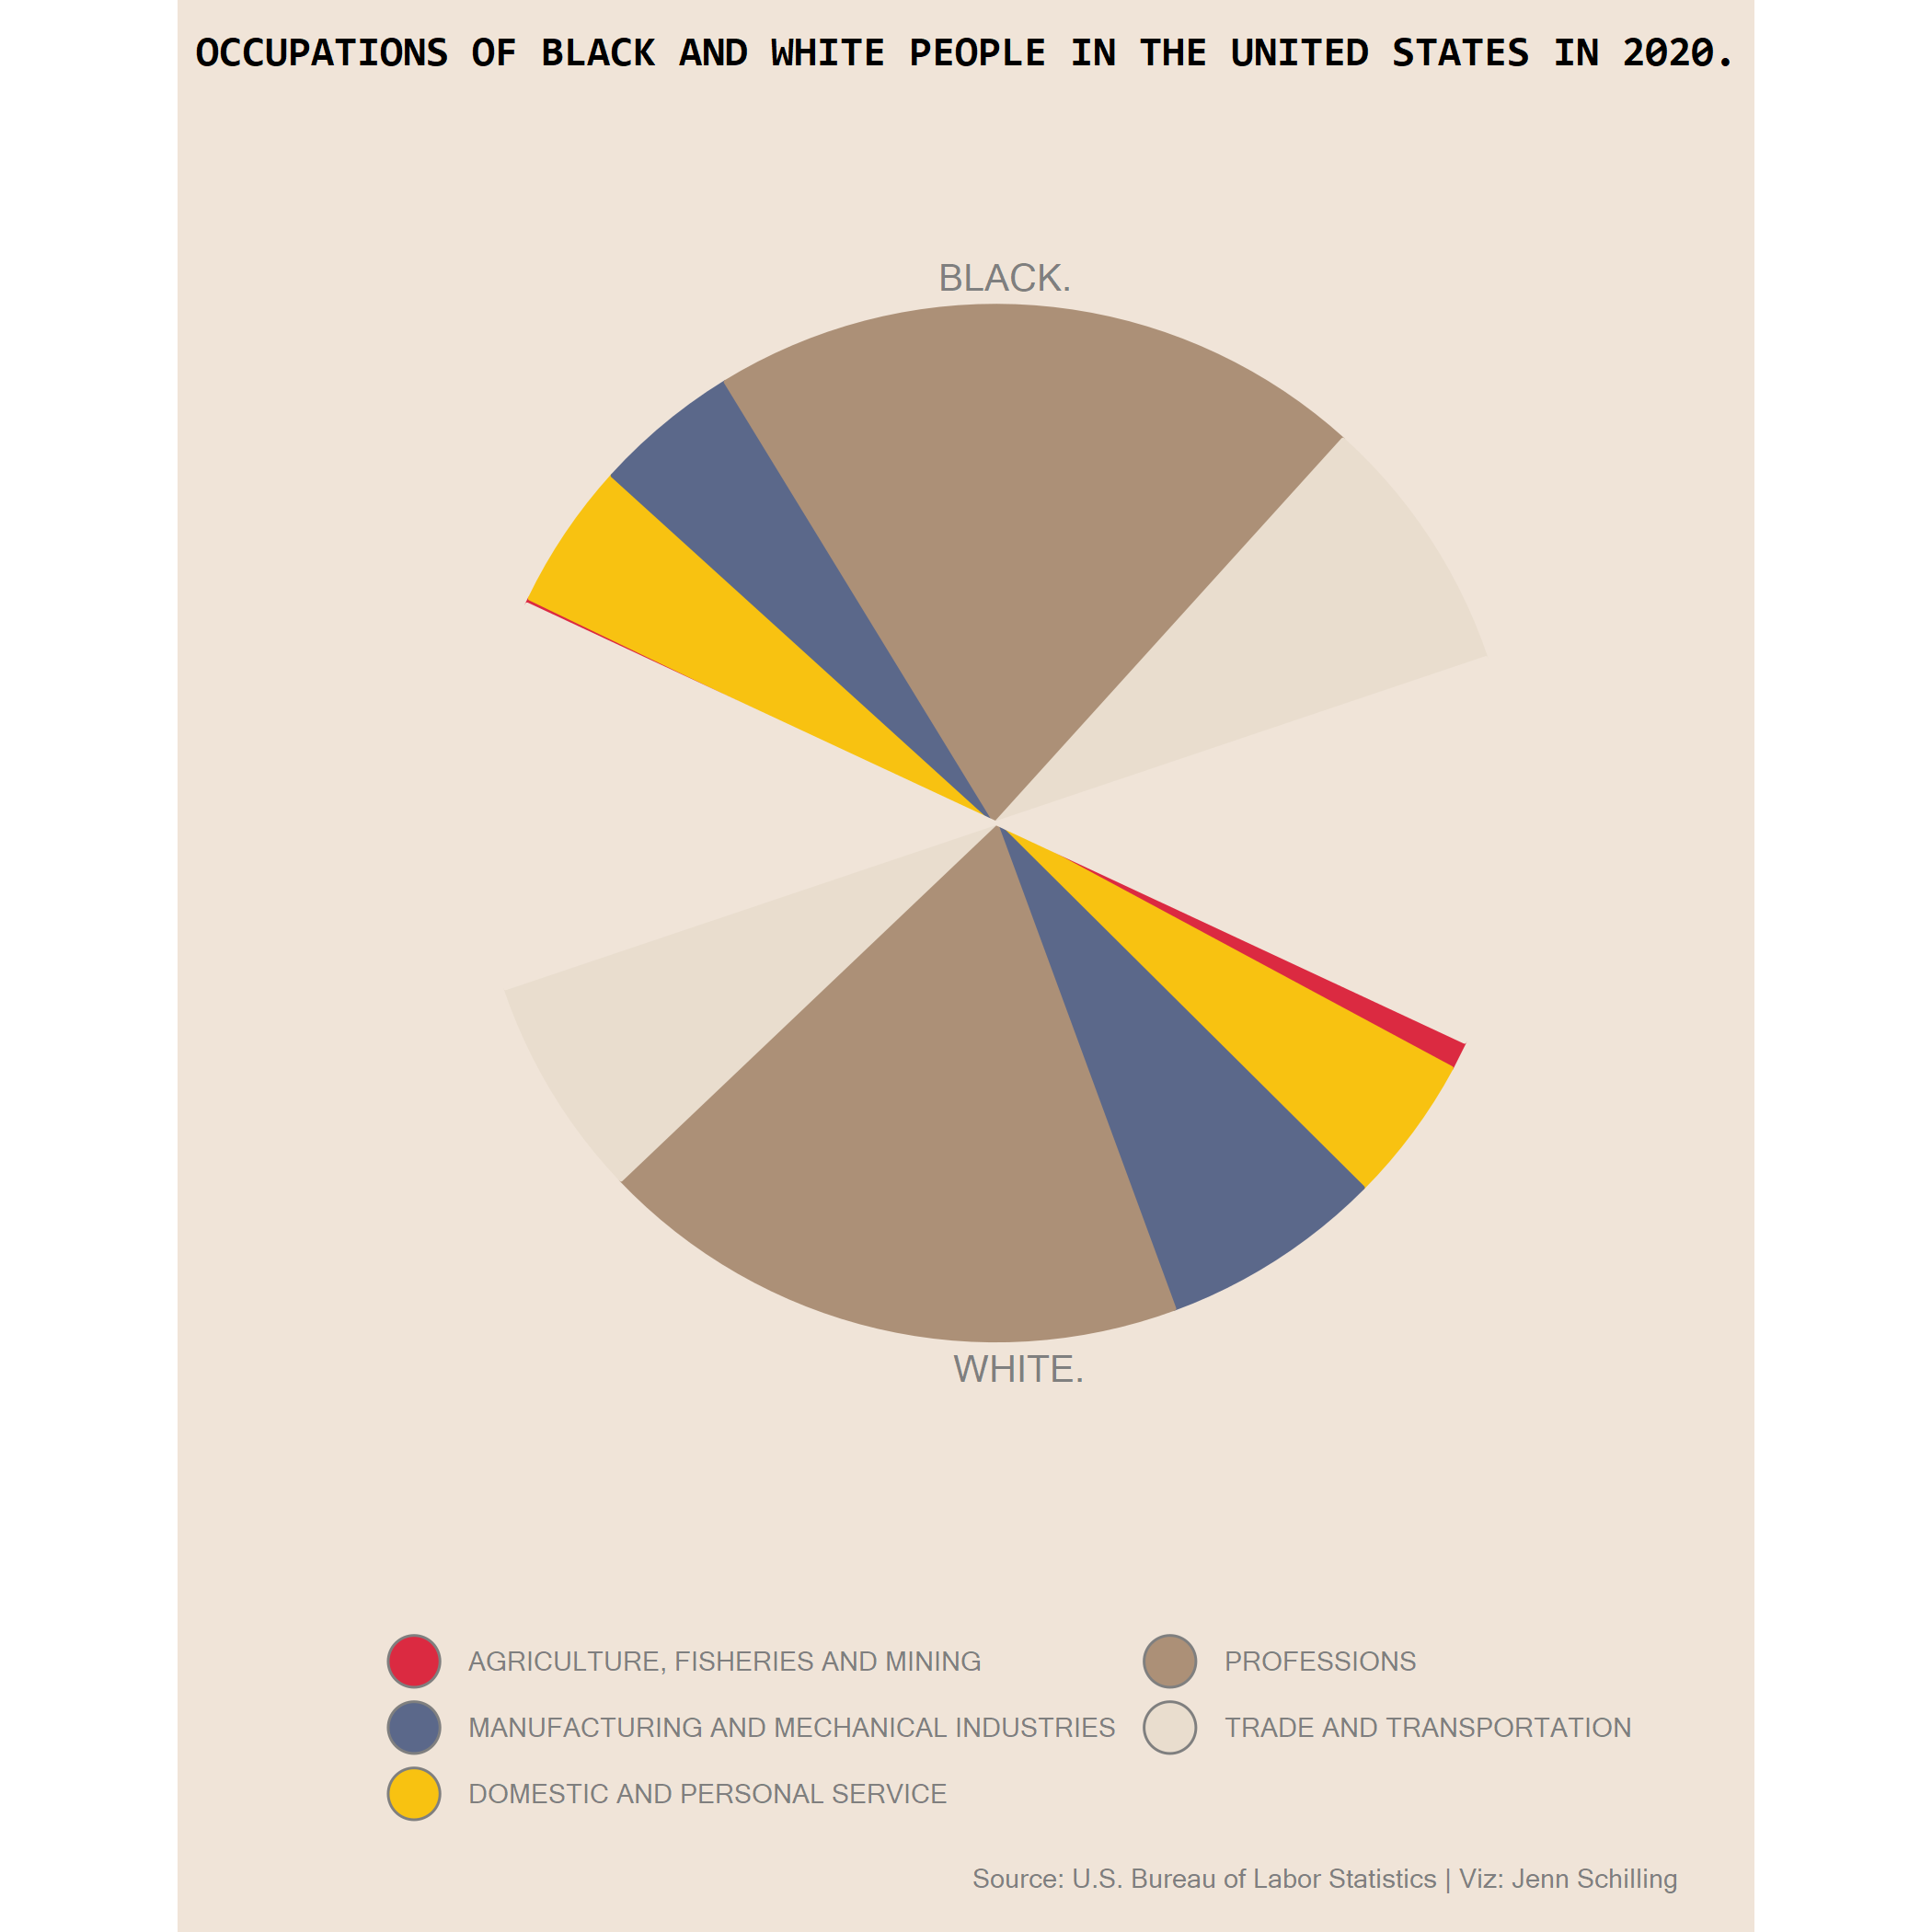 OCCUPATIONS OF BLACK AND WHITE PEOPLE IN THE UNITED STATES IN 2020.
BLACK.
WHITE.
AGRICULTURE, FISHERIES AND MINING
MANUFACTURING AND MECHANICAL INDUSTRIES
DOMESTIC AND PERSONAL SERVICE
PROFESSIONS
TRADE AND TRANSPORTATION
Source: U.S. Bureau of Labor Statistics | Viz: Jenn Schilling